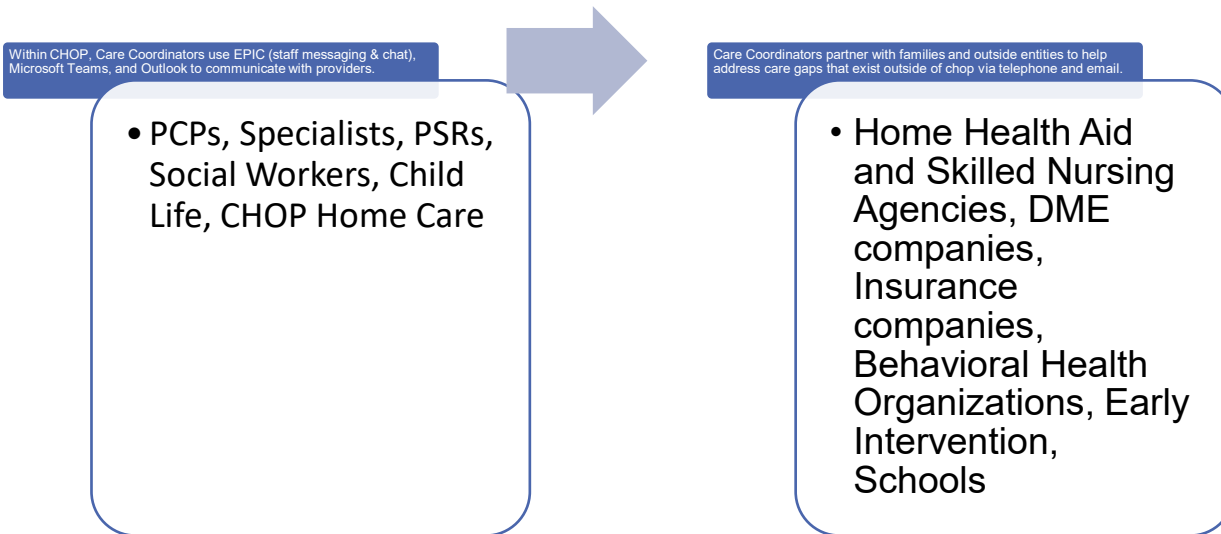 Within CHOP, Care Coordinators use EPIC (staff messaging & chat),
Microsoft Teams, and Outlook to communicate with providers.
• PCPs, Specialists, PSRs,
Social Workers, Child
Life, CHOP Home Care
Care Coordinators partner with families and outside entities to help
address care gaps that exist outside of chop via telephone and email.
• Home Health Aid
and Skilled Nursing
Agencies, DME
companies,
Insurance
companies,
Behavioral Health
Organizations, Early
Intervention,
Schools